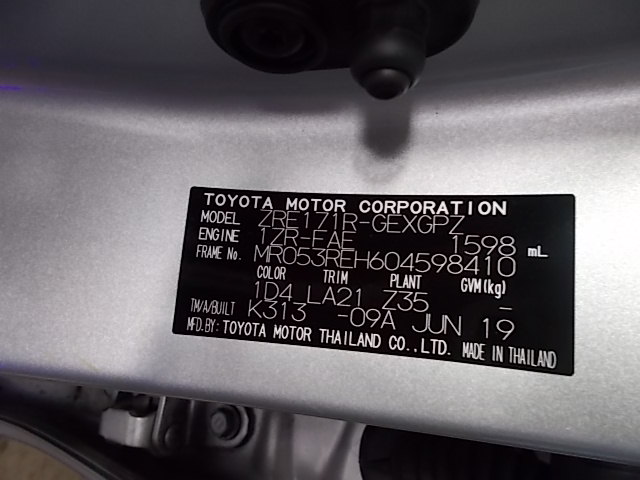 TOYOTA MOTOR CORPORATION
MODEL ZRE171R-GEXGPZ
ENGINE 1ZR-FAE 1598 mL
FRAME No. MR053REH604598410
COLOR TRIM PLANT GVM(kg)
1D4 LA21 Z35 -
TM/A/BUILT K313 -09A JUN 19
MFD.BY: TOYOTA MOTOR THAILAND CO.,LTD. MADE IN THAILAND